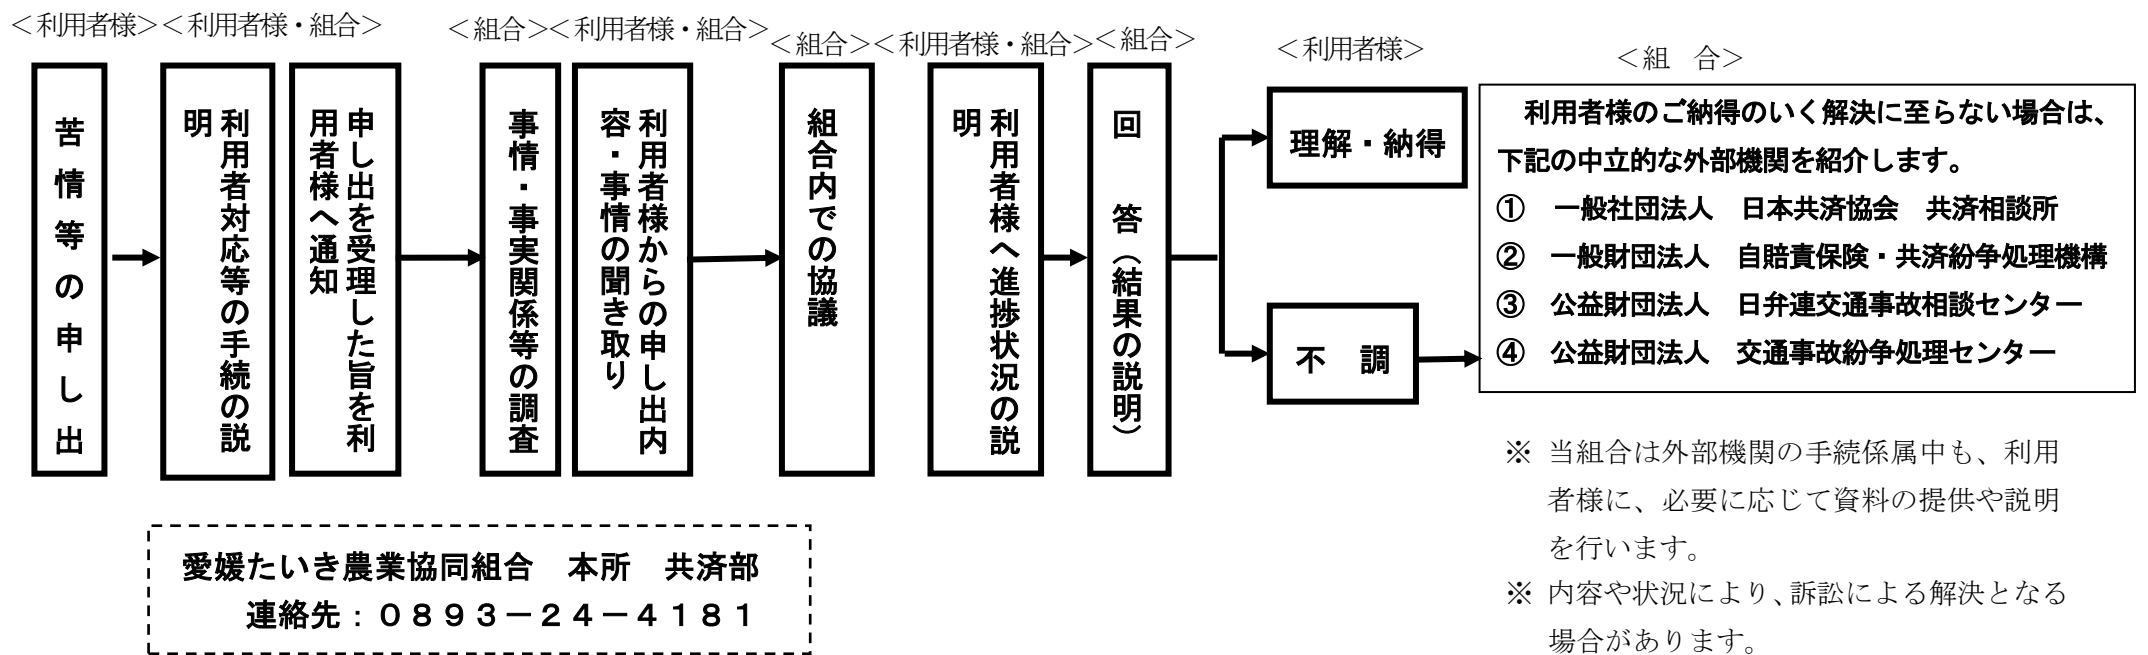 ＜利用者様＞
＜利用者様・組合＞
＜組合＞
＜利用者様・組合＞
＜組合＞
＜利用者様・組合＞
＜組合＞
＜利用者様＞
＜組　合＞
苦情等の申し出
利用者対応等の手続の説
明
申し出を受理した旨を利
用者様へ通知
事情・事実関係等の調査
利用者様からの申し出内
容・事情の聞き取り
組合内での協議
利用者様へ進捗状況の説
明
回　答（結果の説明）
理解・納得
不　調
利用者様のご納得のいく解決に至らない場合は、
下記の中立的な外部機関を紹介します。
①　一般社団法人　日本共済協会　共済相談所
②　一般財団法人　自賠責保険・共済紛争処理機構
③　公益財団法人　日弁連交通事故相談センター
④　公益財団法人　交通事故紛争処理センター
※ 当組合は外部機関の手続係属中も、利用
者様に、必要に応じて資料の提供や説明
を行います。
※ 内容や状況により、訴訟による解決となる
場合があります。
愛媛たいき農業協同組合　本所　共済部
連絡先：０８９３－２４－４１８１